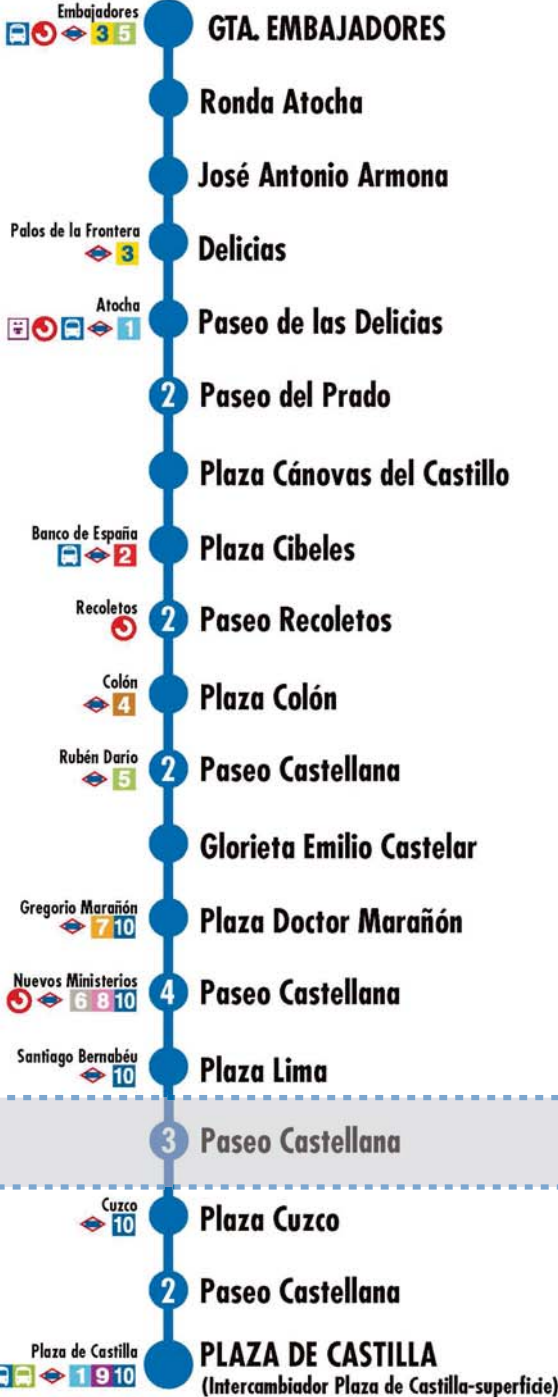 Embajadores
3 5
GTA. EMBAJADORES
Ronda Atocha
José Antonio Armona
Palos de la Frontera
3
Delicias
Atocha
1
Paseo de las Delicias
2 Paseo del Prado
Plaza Cánovas del Castillo
Banco de España
2
Plaza Cibeles
Recoletos
2 Paseo Recoletos
Colón
4
Plaza Colón
Rubén Darío
5
2 Paseo Castellana
Glorieta Emilio Castelar
Gregorio Marañón
7 10
Plaza Doctor Marañón
Nuevos Ministerios
6 8 10
4 Paseo Castellana
Santiago Bernabéu
10
Plaza Lima
3 Paseo Castellana
Cuzco
10
Plaza Cuzco
2 Paseo Castellana
Plaza de Castilla
1 9 10
PLAZA DE CASTILLA
(Intercambiador Plaza de Castilla-superficie)